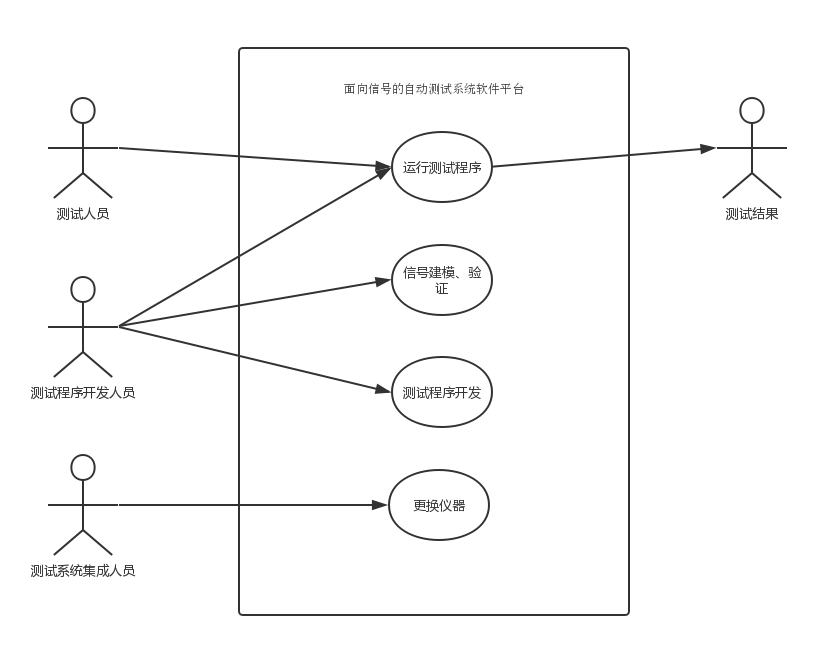 面向信号的自动测试系统软件平台
运行测试程序
测试人员
测试结果
信号建模、验
证
测试程序开发人员
测试程序开发
更换仪器
测试系统集成人员